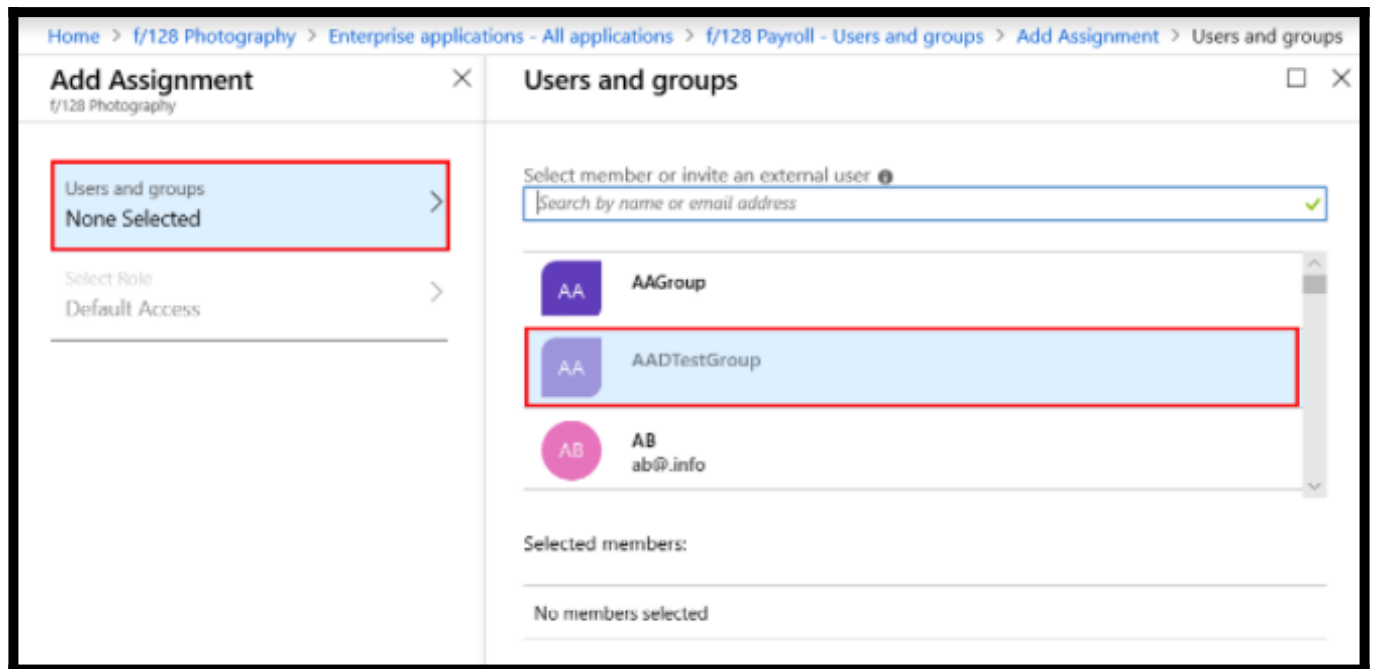 Home > f/128 Photography > Enterprise applications - All applications > f/128 Payroll - Users and groups > Add Assignment > Users and groups
Add Assignment
f/128 Photography
Users and groups
None Selected
Select Role
Default Access
Users and groups
Select member or invite an external user
Search by name or email address
AA
AAGroup
AA
AADTestGroup
AB
AB
ab@.info
Selected members:
No members selected